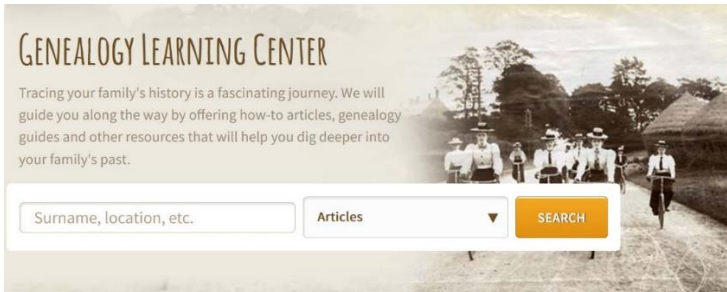 GENEALOGY LEARNING CENTER
Tracing your family's history is a fascinating journey. We will
guide you along the way by offering how-to articles, genealogy
guides and other resources that will help you dig deeper into
your family's past.
Surname, location, etc. Articles SEARCH